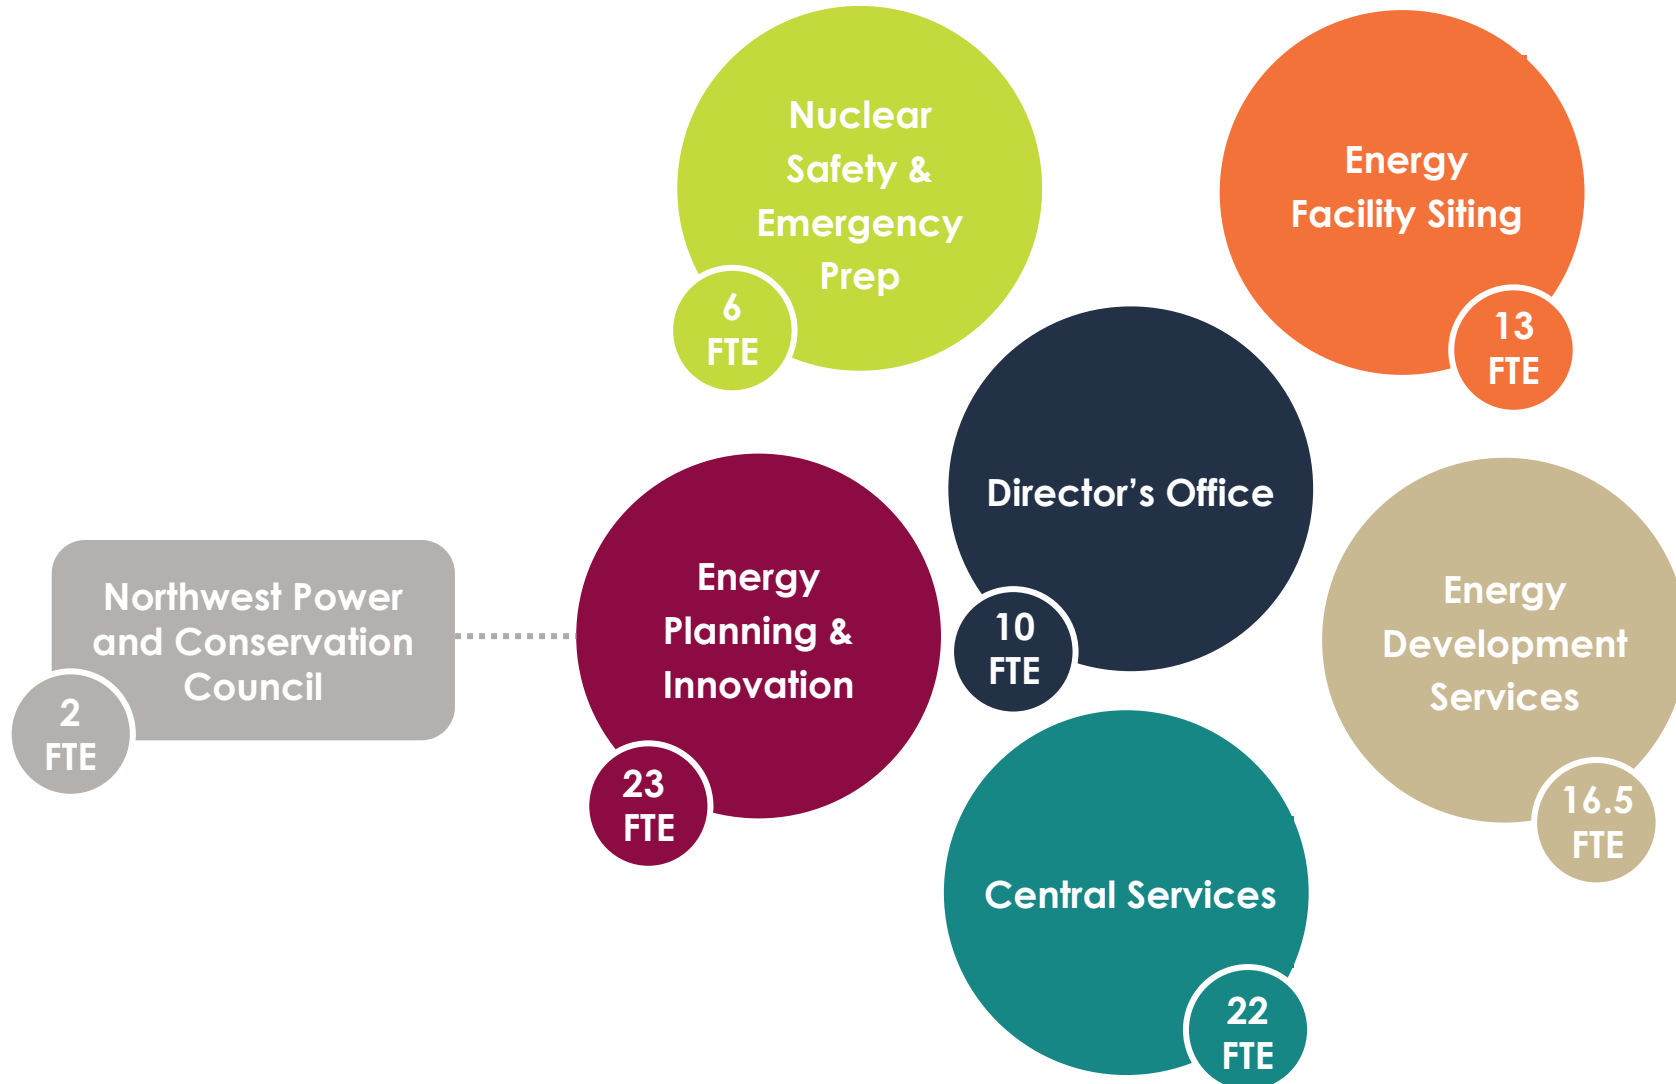 Nuclear
Safety &
Emergency
Prep
6
FTE
Energy
Facility Siting
13
FTE
Director’s Office
10
FTE
Northwest Power
and Conservation
Council
2
FTE
Energy
Planning &
Innovation
23
FTE
Energy
Development
Services
16.5
FTE
Central Services
22
FTE